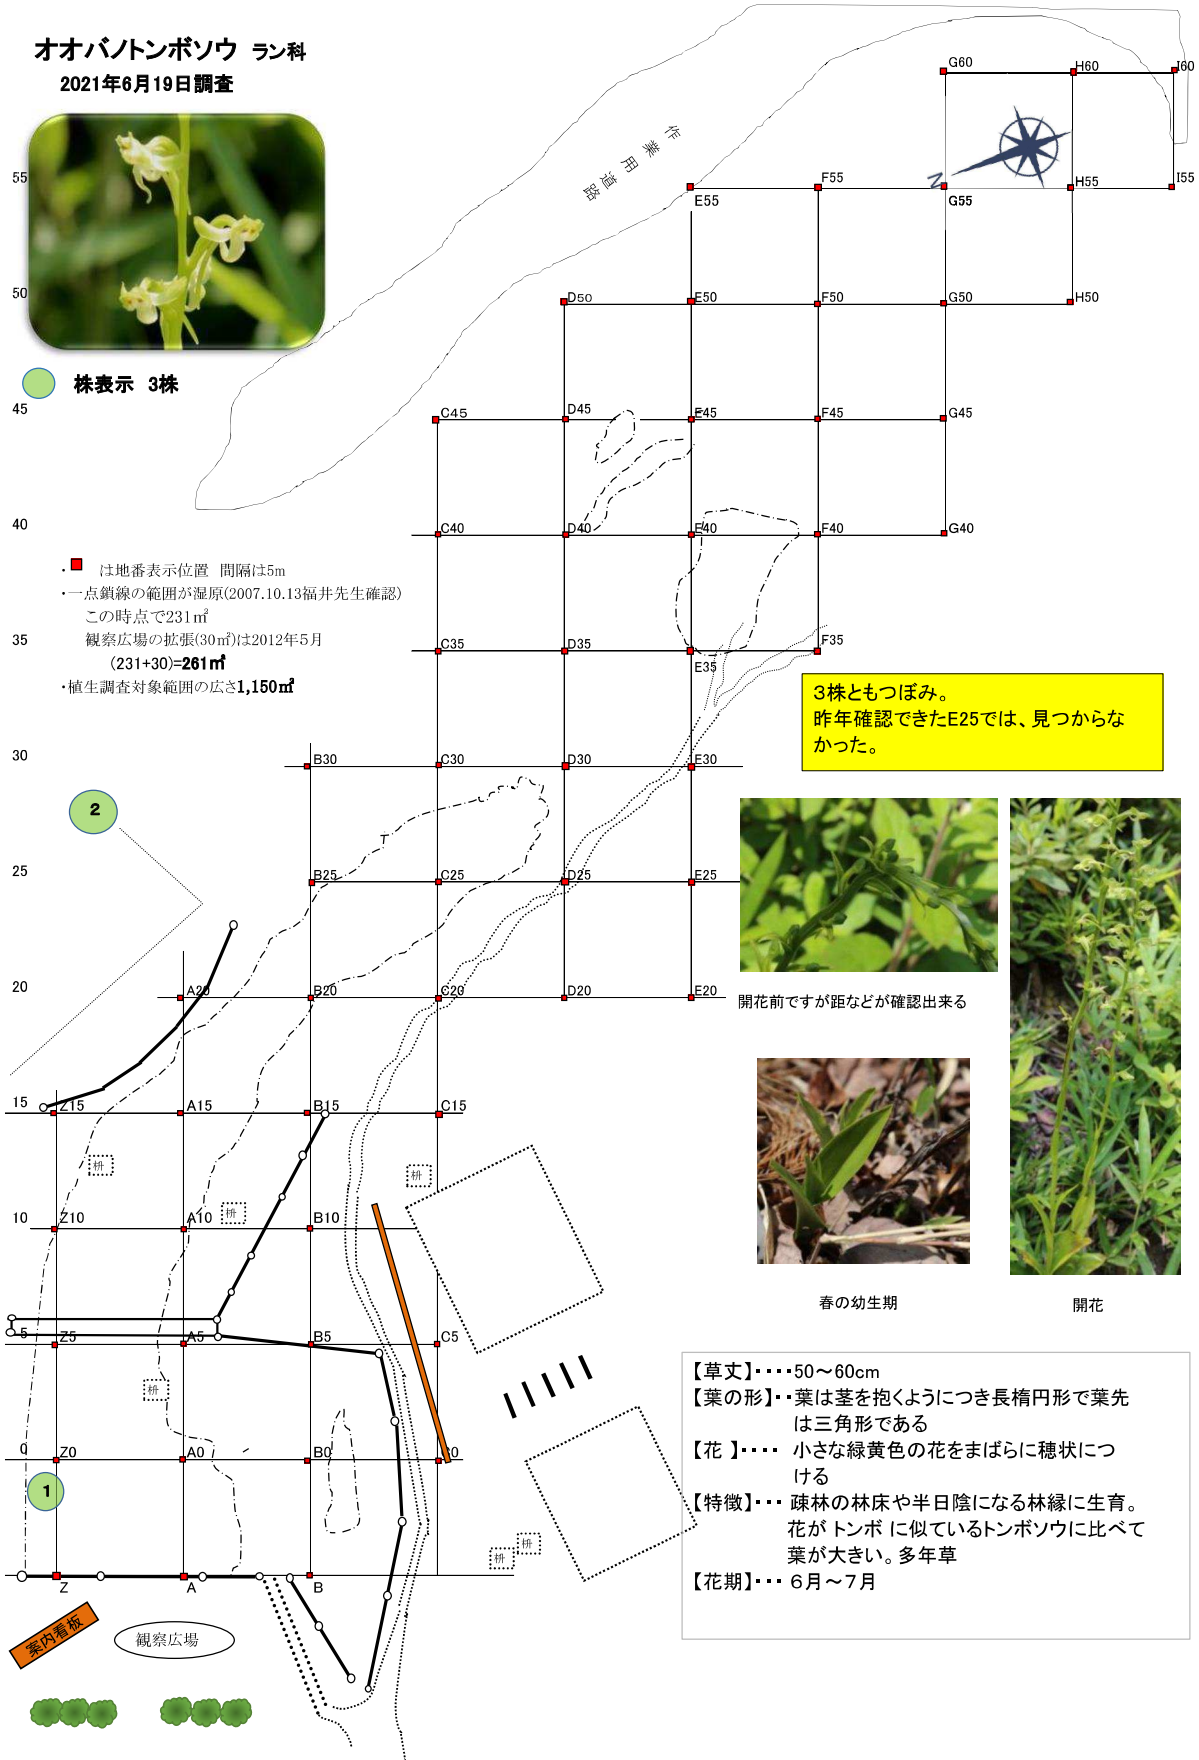 オオバノトンボソウ ラン科
2021年6月19日調査
株表示 3株
・ は地番表示位置 間隔は5m
・一点鎖線の範囲が湿原(2007.10.13福井先生確認)
この時点で231㎡
観察広場の拡張(30㎡)は2012年5月
(231+30)=261㎡
・植生調査対象範囲の広さ1,150㎡
作業用道路
N
G60 H60 I60
55
E55 F55 G55 H55 I55
50
D50 E50 F50 G50 H50
45
C45 D45 E45 F45 G45
40
C40 D40 E40 F40 G40
35
C35 D35 E35 F35
30
B30 C30 D30 E30
2
25
B25 C25 D25 E25
20
A20 B20 C20 D20 E20
15
Z15 A15 B15 C15
枡
枡
枡
10
Z10 A10 B10
5
Z5 A5 B5 C5
枡
0
Z0 A0 B0 C0
1
枡
枡
Z A B
案内看板
観察広場
3株ともつぼみ。
昨年確認できたE25では、見つからな
かった。
開花前ですが距などが確認出来る
春の幼生期
開花
【草丈】・・・・50～60cm
【葉の形】・・葉は茎を抱くようにつき長楕円形で葉先
は三角形である
【花 】・・・・ 小さな緑黄色の花をまばらに穂状につ
ける
【特徴】・・・ 疎林の林床や半日陰になる林縁に生育。
花が トンボ に似ているトンボソウに比べて
葉が大きい。多年草
【花期】・・・ 6月～7月